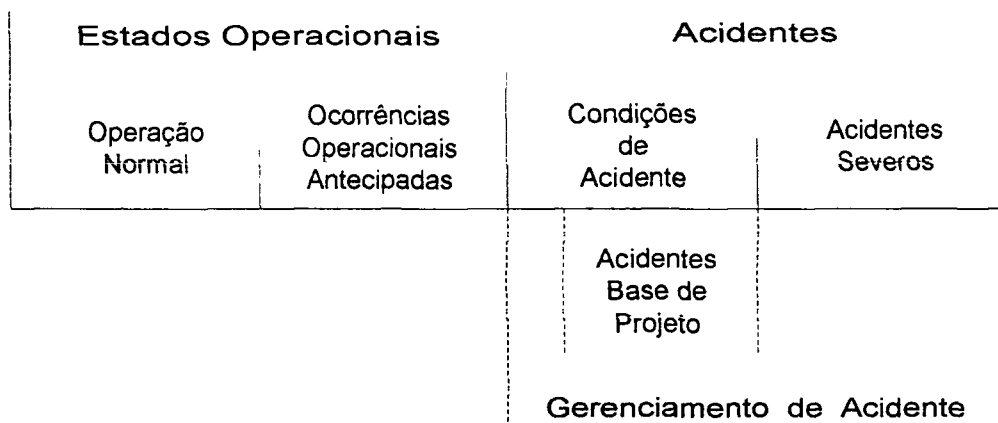 Estados Operacionais
Acidentes
Operação
Normal
Ocorrências
Operacionais
Antecipadas
Condições
de
Acidente
Acidentes
Severos
Acidentes
Base de
Projeto
Gerenciamento de Acidente